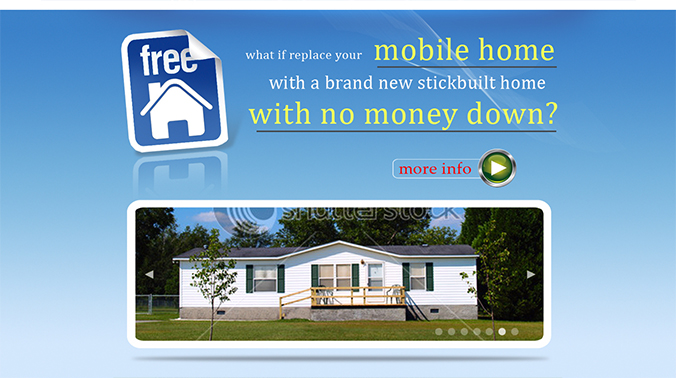 free
what if replace your mobile home
with a brand new stickbuilt home
with no money down?
more info
shutterstock